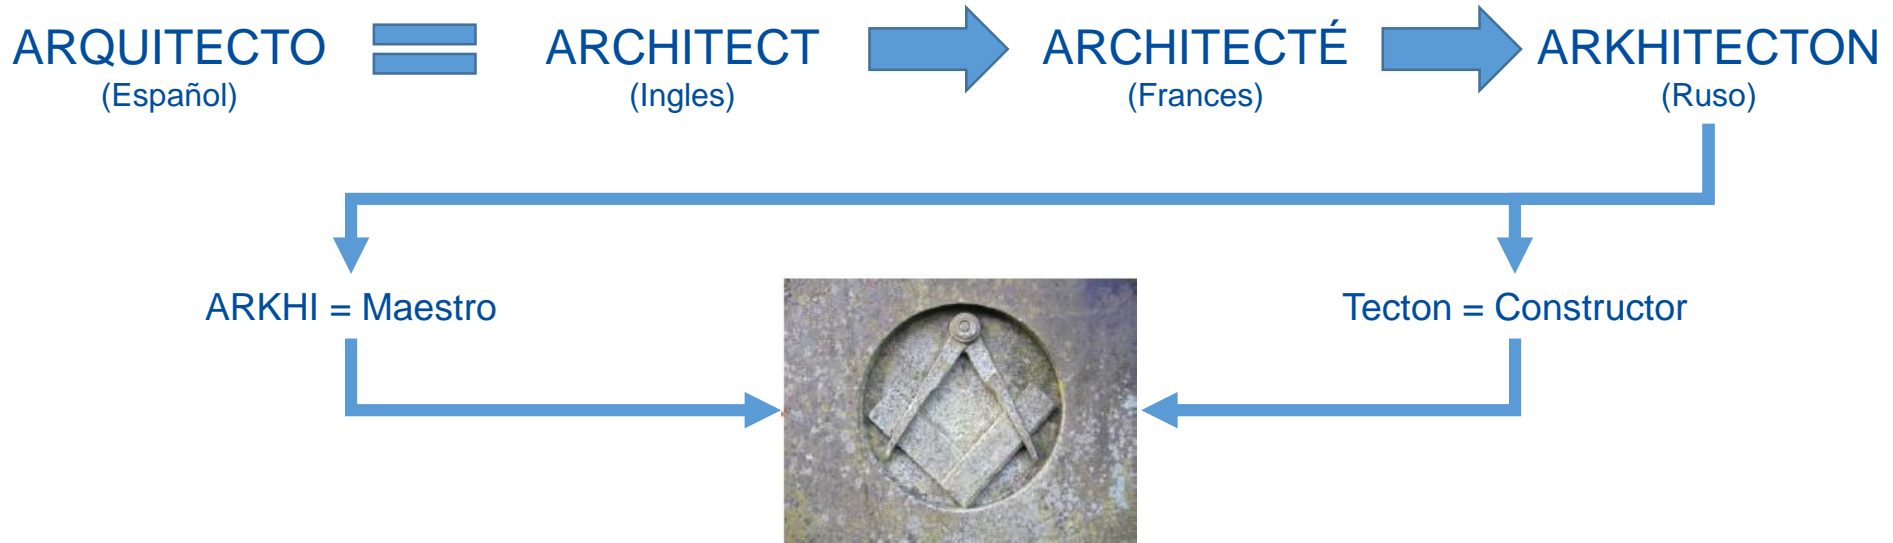 ARQUITECTO
(Español)
ARCHITECT
(Ingles)
ARCHITECTÉ
(Frances)
ARKHITECTON
(Ruso)
ARKHI = Maestro
Tecton = Constructor